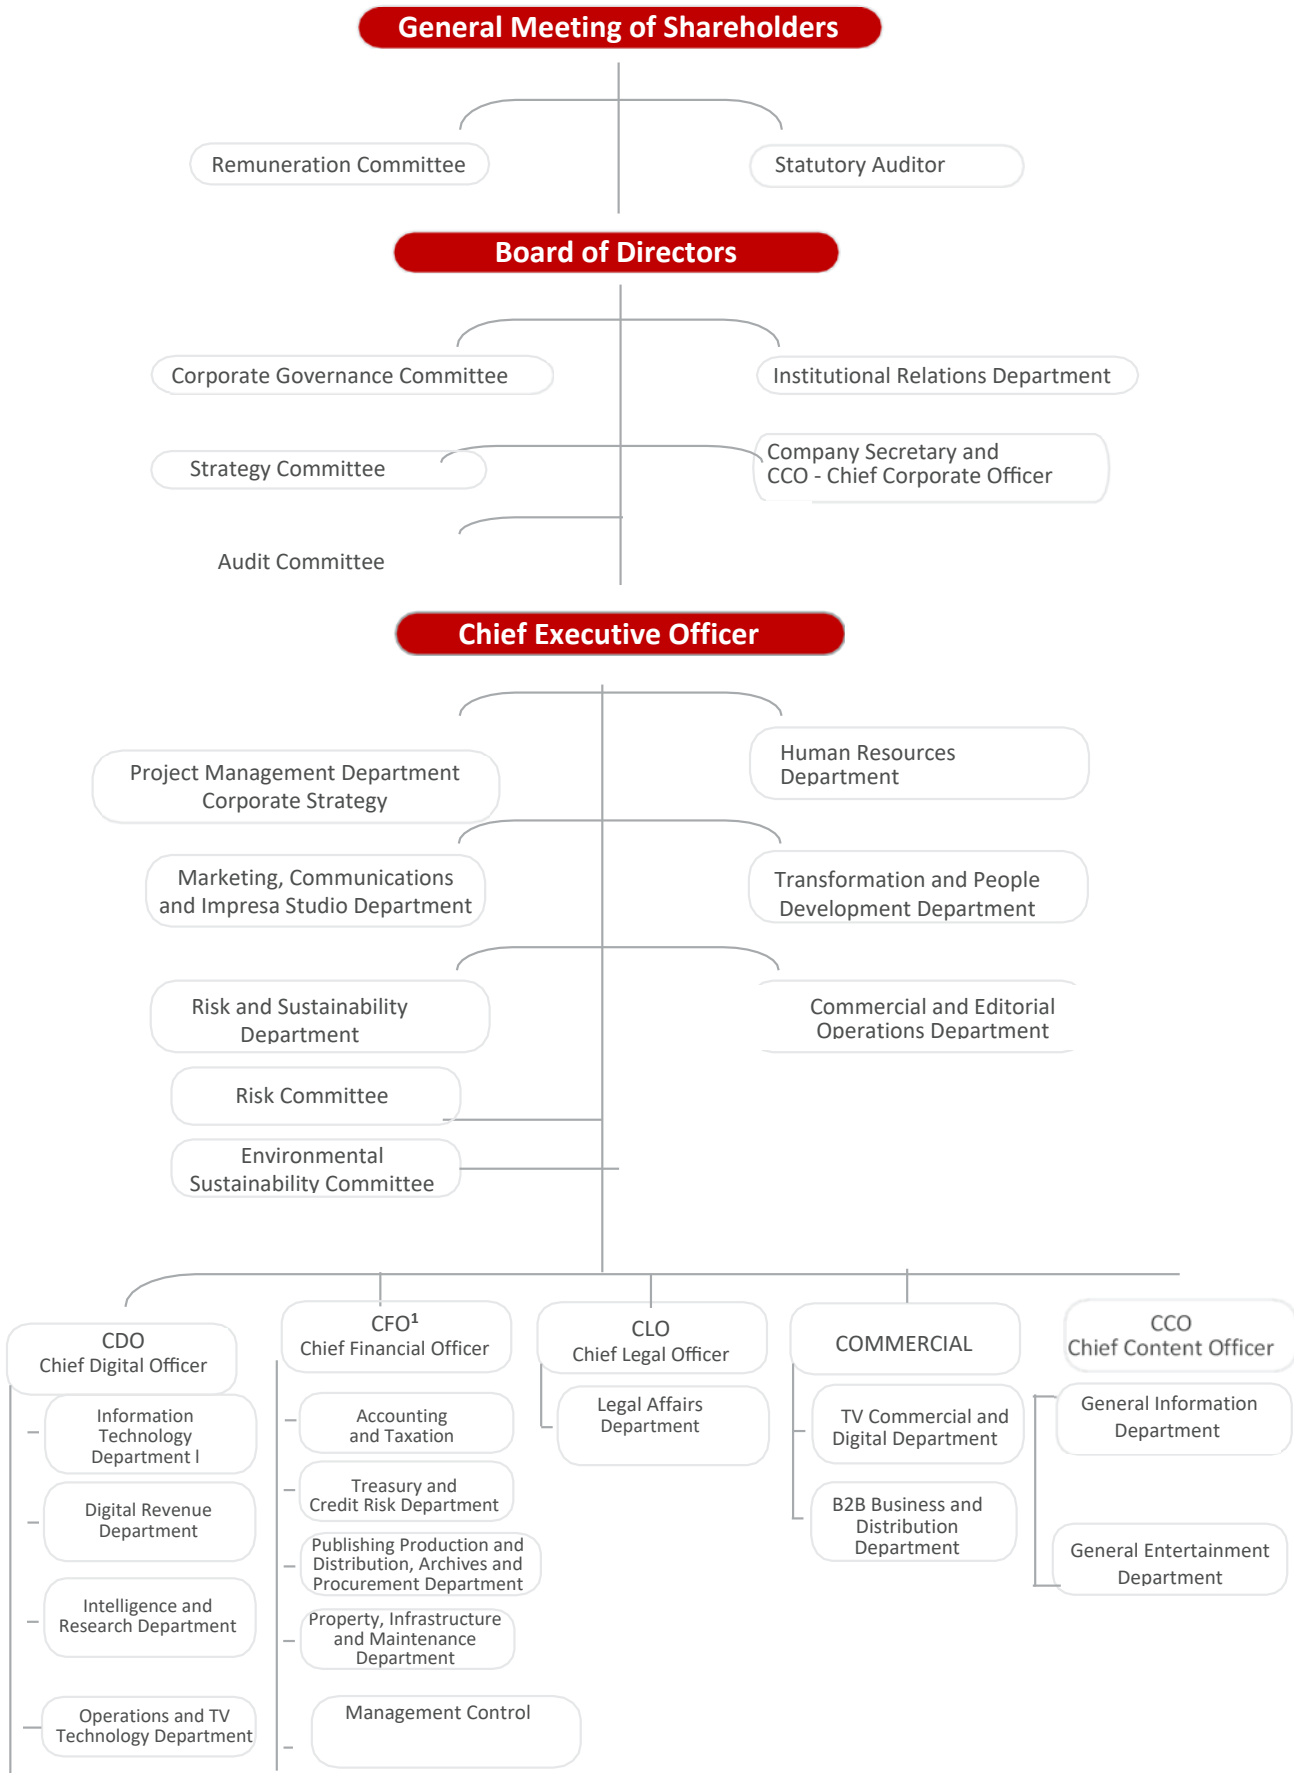 General Meeting of Shareholders
Remuneration Committee
Statutory Auditor
Board of Directors
Corporate Governance Committee
Institutional Relations Department
Strategy Committee
Company Secretary and
CCO - Chief Corporate Officer
Audit Committee
Chief Executive Officer
Project Management Department
Corporate Strategy
Human Resources
Department
Marketing, Communications
and Impresa Studio Department
Transformation and People
Development Department
Risk and Sustainability
Department
Commercial and Editorial
Operations Department
Risk Committee
Environmental
Sustainability Committee
CDO
Chief Digital Officer
Information
Technology
Department l
Digital Revenue
Department
Intelligence and
Research Department
Operations and TV
Technology Department
CFO¹
Chief Financial Officer
Accounting
and Taxation
Treasury and
Credit Risk Department
Publishing Production and
Distribution, Archives and
Procurement Department
Property, Infrastructure
and Maintenance
Department
Management Control
CLO
Chief Legal Officer
Legal Affairs
Department
COMMERCIAL
TV Commercial and
Digital Department
B2B Business and
Distribution
Department
CCO
Chief Content Officer
General Information
Department
General Entertainment
Department